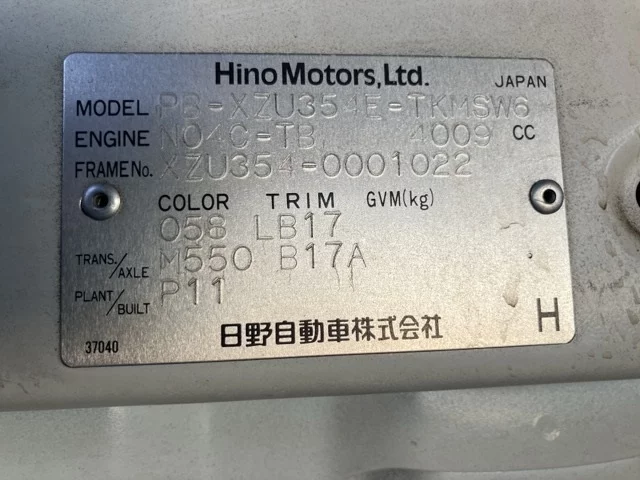 Hino Motors, Ltd. JAPAN
MODEL PB-XZU354E-TKMSW6
ENGINE N04C-TB 4009 CC
FRAME No. XZU354-0001022
COLOR TRIM GVM(kg)
058 LB17
TRANS./AXLE M550 B17A
PLANT/BUILT P11
37040 日野自動車株式会社 H